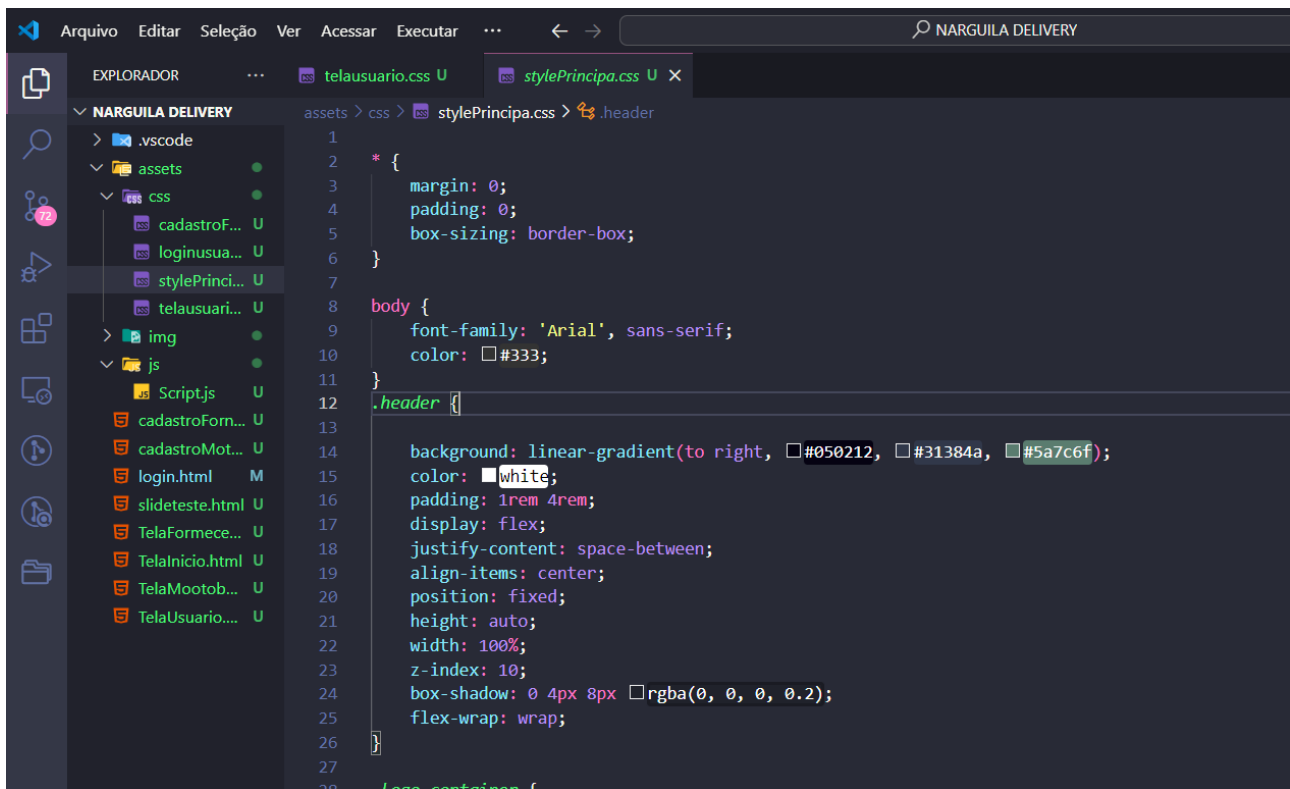 Arquivo Editar Seleção Ver Acessar Executar ··· ← → NARGUILA DELIVERY
EXPLORADOR ···
NARGUILA DELIVERY
.vscode
assets
css
cadastroF... U
loginusua... U
stylePrinci... U
telausuari... U
img
js
JS Script.js U
cadastroForn... U
cadastroMot... U
login.html M
slideteste.html U
TelaFormece... U
TelaInicio.html U
TelaMootob... U
TelaUsuario.... U
72
telausuario.css U stylePrincipa.css U ×
assets > css > stylePrincipa.css > .header
1
2 * {
3 margin: 0;
4 padding: 0;
5 box-sizing: border-box;
6 }
7
8 body {
9 font-family: 'Arial', sans-serif;
10 color: #333;
11 }
12 .header {
13
14 background: linear-gradient(to right, #050212, #31384a, #5a7c6f);
15 color: white;
16 padding: 1rem 4rem;
17 display: flex;
18 justify-content: space-between;
19 align-items: center;
20 position: fixed;
21 height: auto;
22 width: 100%;
23 z-index: 10;
24 box-shadow: 0 4px 8px rgba(0, 0, 0, 0.2);
25 flex-wrap: wrap;
26 }
27